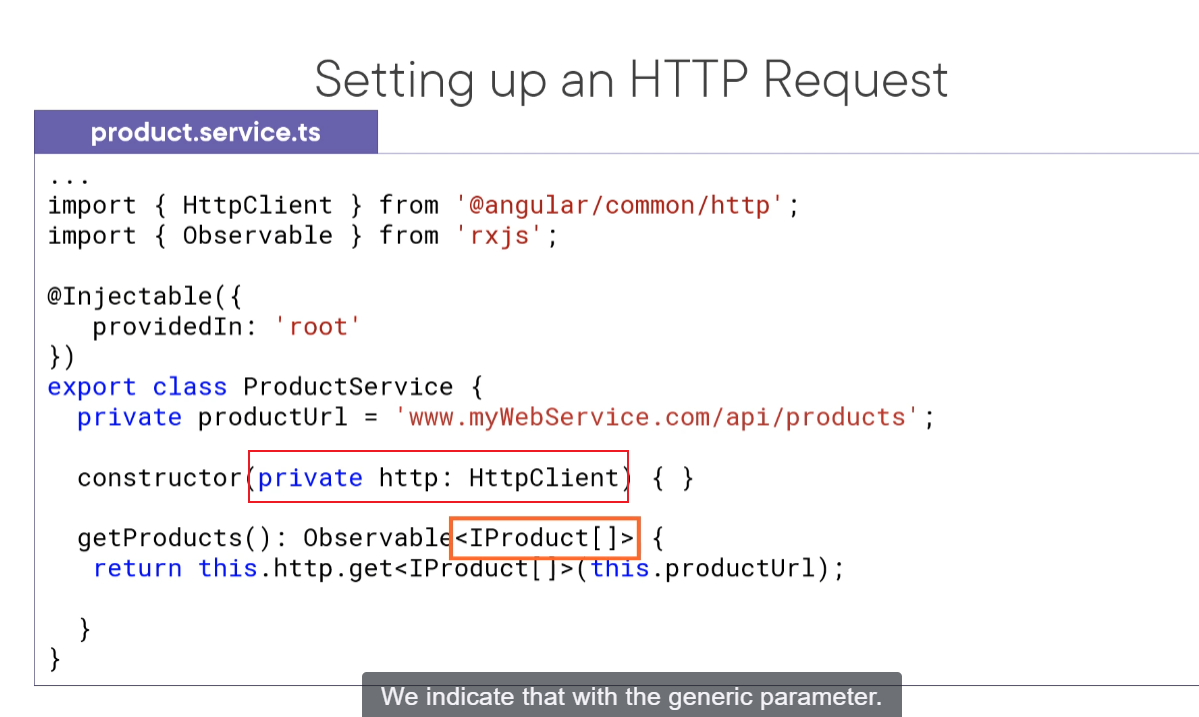 Setting up an HTTP Request
product.service.ts
...
import { HttpClient } from '@angular/common/http';
import { Observable } from 'rxjs';
@Injectable({
providedIn: 'root'
})
export class ProductService {
private productUrl = 'www.myWebService.com/api/products';
constructor(private http: HttpClient) { }
getProducts(): Observable<IProduct[]> {
return this.http.get<IProduct[]>(this.productUrl);
}
}
We indicate that with the generic parameter.